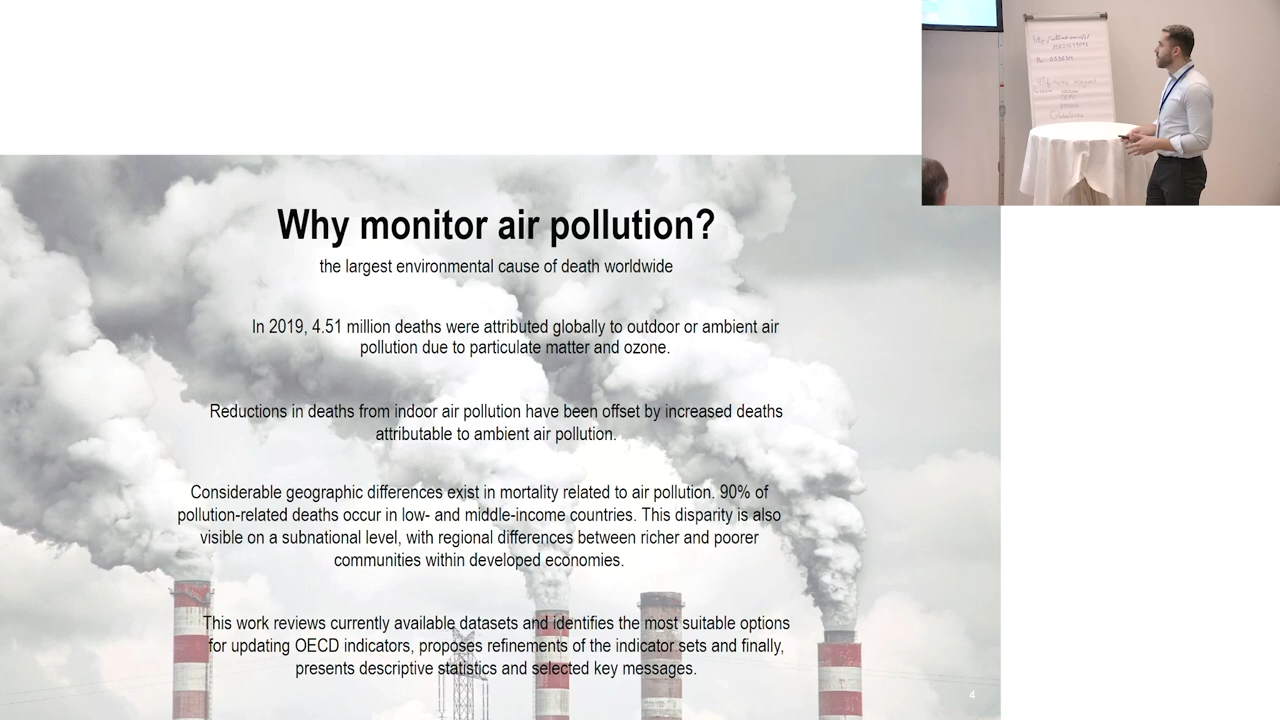 Why monitor air pollution?
the largest environmental cause of death worldwide
In 2019, 4.51 million deaths were attributed globally to outdoor or ambient air
pollution due to particulate matter and ozone.
Reductions in deaths from indoor air pollution have been offset by increased deaths
attributable to ambient air pollution.
Considerable geographic differences exist in mortality related to air pollution. 90% of
pollution-related deaths occur in low- and middle-income countries. This disparity is also
visible on a subnational level, with regional differences between richer and poorer
communities within developed economies.
This work reviews currently available datasets and identifies the most suitable options
for updating OECD indicators, proposes refinements of the indicator sets and finally,
presents descriptive statistics and selected key messages.
4